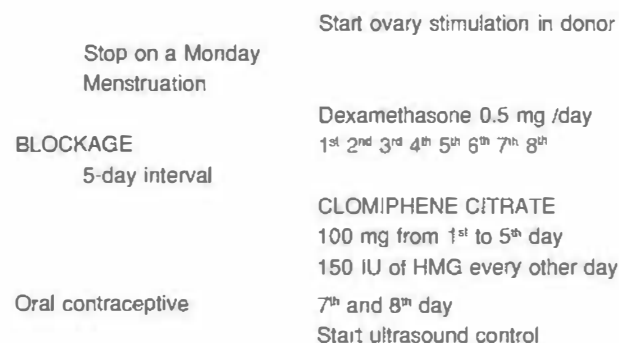 Start ovary stimulation in donor
Stop on a Monday
Menstruation
Dexamethasone 0.5 mg /day
BLOCKAGE
1st 2nd 3rd 4th 5th 6th 7th 8th
5-day interval
CLOMIPHENE CITRATE
100 mg from 1st to 5th day
150 IU of HMG every other day
Oral contraceptive
7th and 8th day
Start ultrasound control